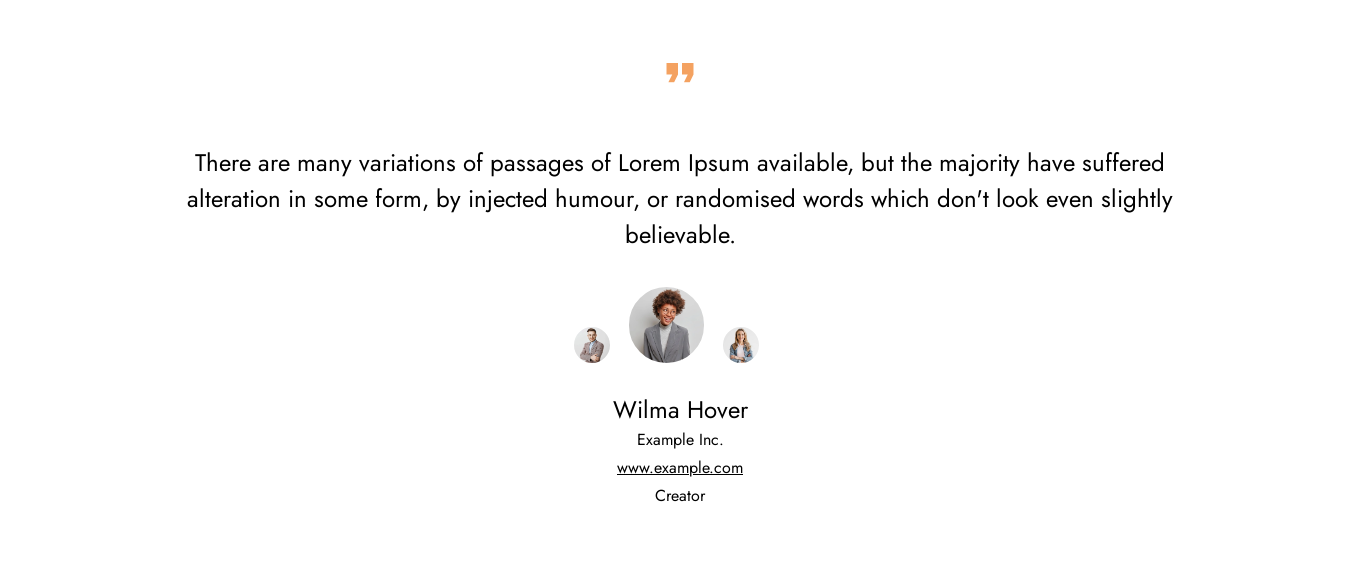 There are many variations of passages of Lorem Ipsum available, but the majority have suffered
alteration in some form, by injected humour, or randomised words which don't look even slightly
believable.
Wilma Hover
Example Inc.
www.example.com
Creator